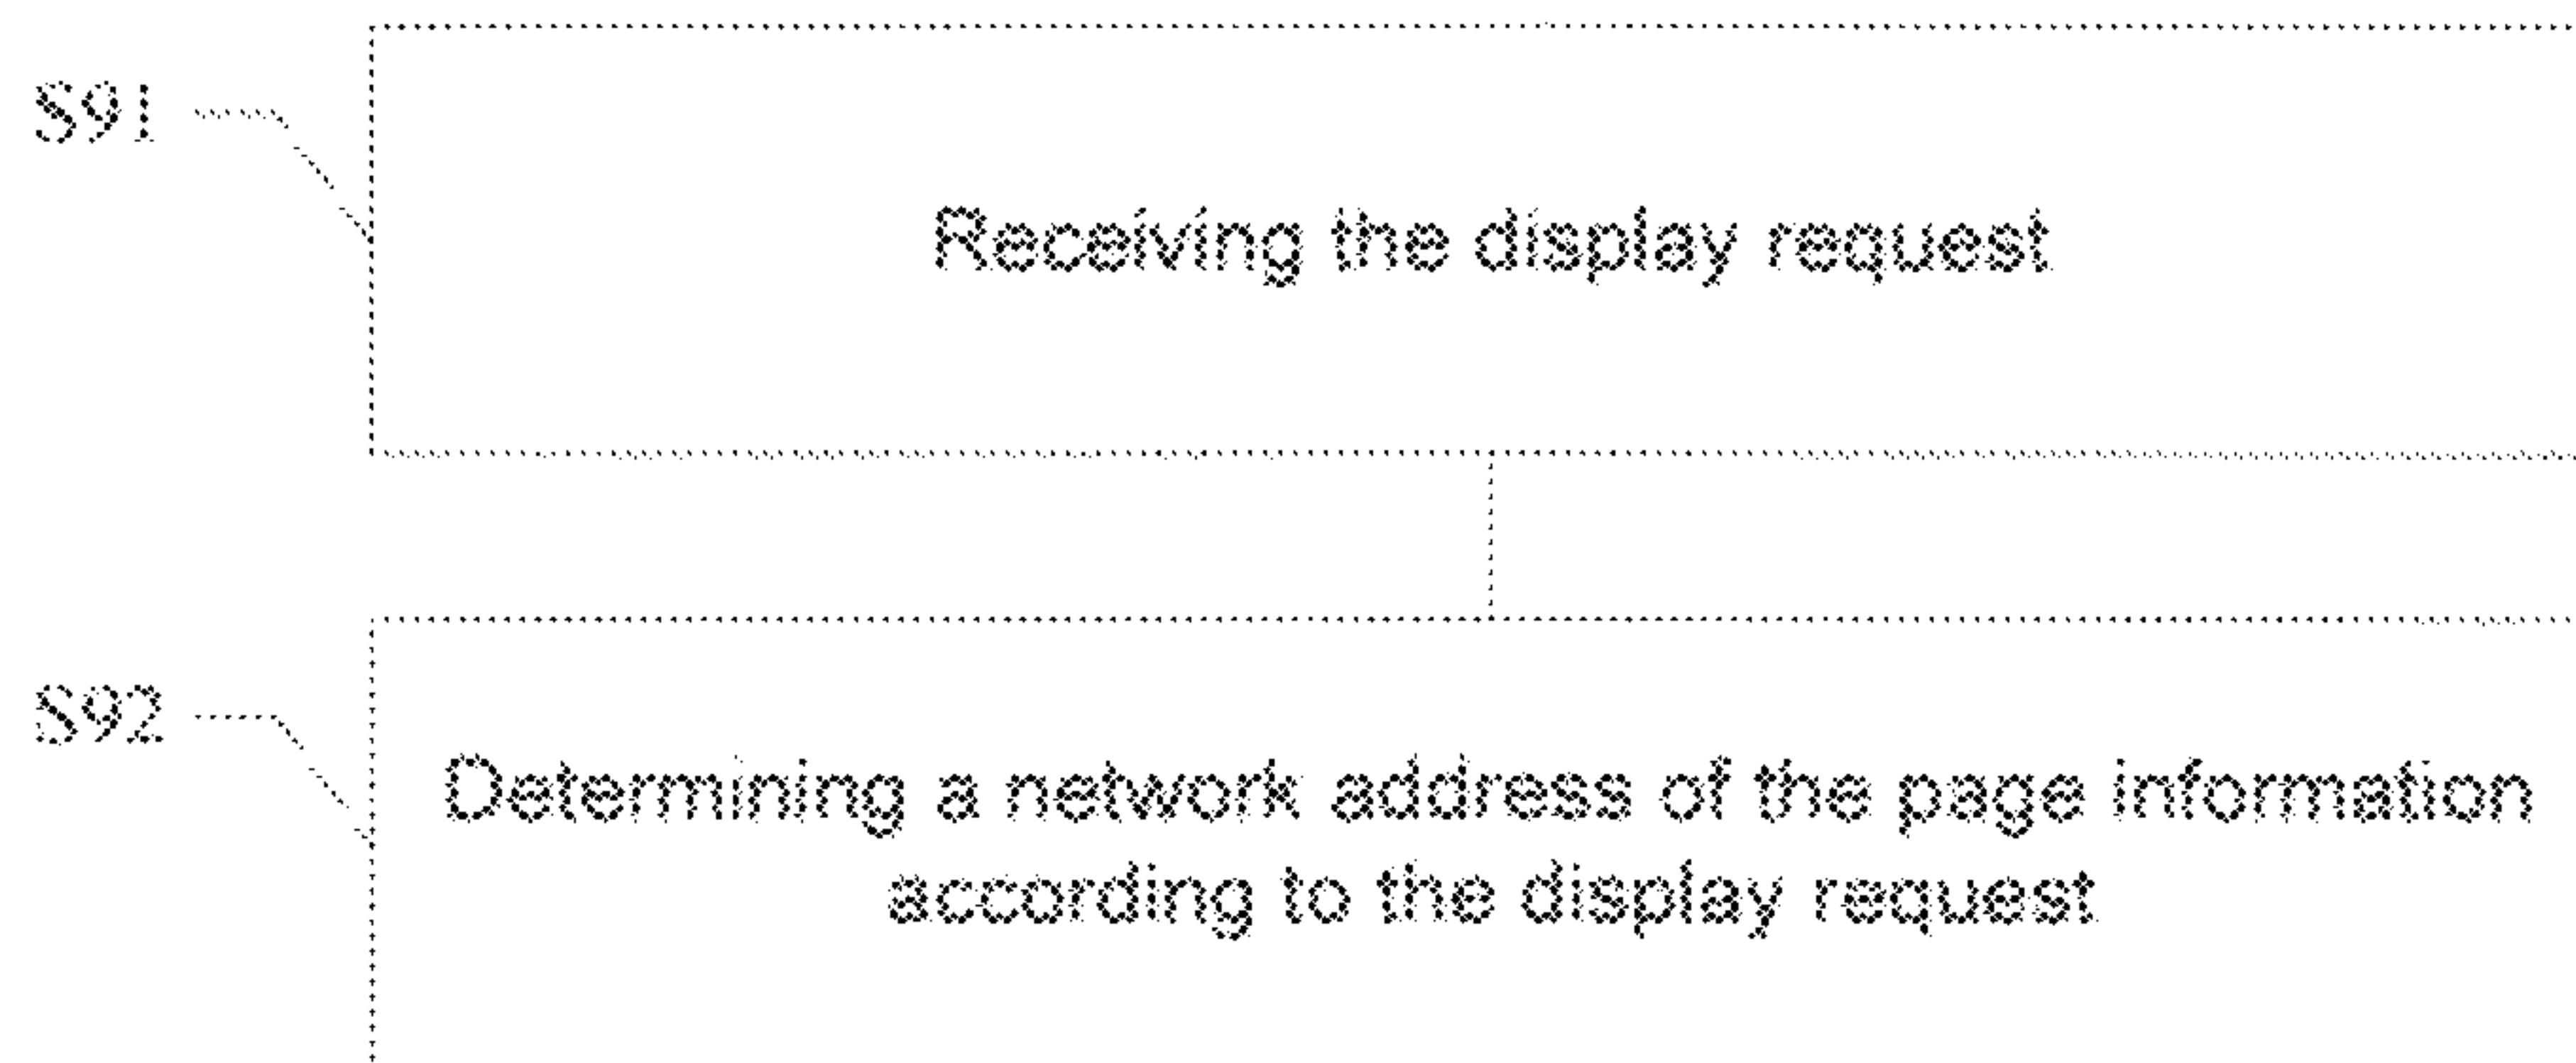 S91
Receiving the display request
S92
Determining a network address of the page information
according to the display request